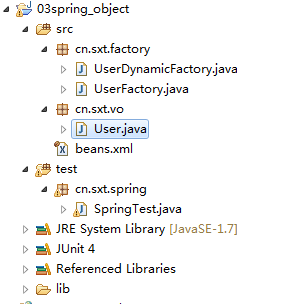 03spring_object
src
cn.sxt.factory
UserDynamicFactory.java
UserFactory.java
cn.sxt.vo
User.java
beans.xml
test
cn.sxt.spring
SpringTest.java
JRE System Library [JavaSE-1.7]
JUnit 4
Referenced Libraries
lib